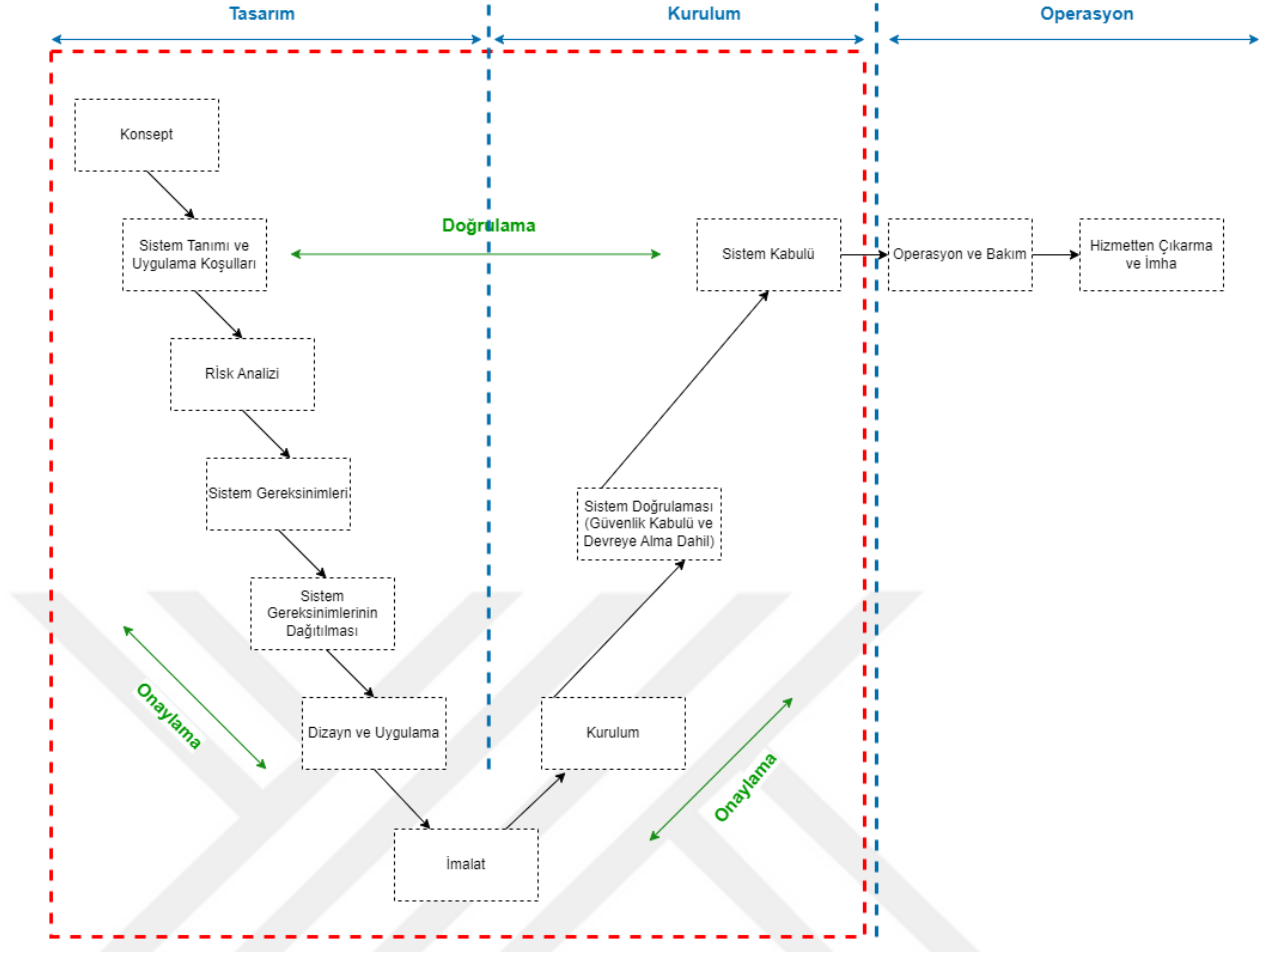 Tasarım
Kurulum
Operasyon
Konsept
Sistem Tanımı ve
Uygulama Koşulları
Doğrulama
Sistem Kabulü
Operasyon ve Bakım
Hizmetten Çıkarma
ve İmha
Rİsk Analizi
Sistem Gereksinimleri
Sistem Doğrulaması
(Güvenlik Kabulü ve
Devreye Alma Dahil)
Sistem
Gereksinimlerinin
Dağıtılması
Onaylama
Dizayn ve Uygulama
Kurulum
Onaylama
İmalat